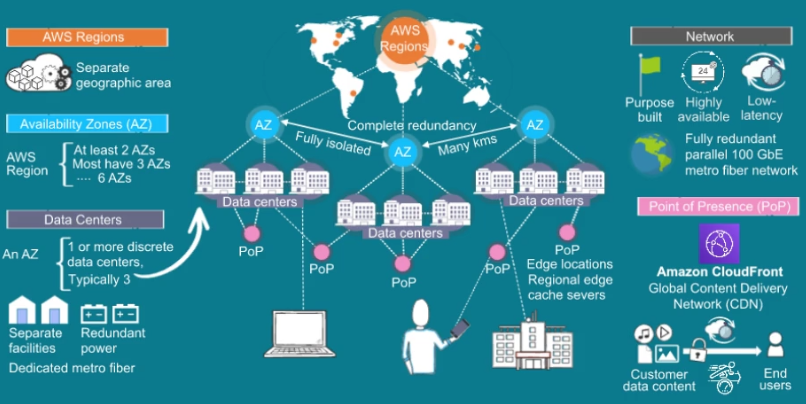 AWS Regions
Separate
geographic area
Availability Zones (AZ)
AWS
Region
At least 2 AZs
Most have 3 AZs
.... 6 AZs
Data Centers
An AZ
1 or more discrete
data centers,
Typically 3
Separate
facilities
Redundant
power
Dedicated metro fiber
AWS
Regions
AZ
AZ
AZ
Complete redundancy
Fully isolated
Many kms
Data centers
Data centers
Data centers
PoP
PoP
PoP
PoP
PoP
Edge locations
Regional edge
cache severs
Network
24
Purpose
built
Highly
available
Low-
latency
Fully redundant
parallel 100 GbE
metro fiber network
Point of Presence (PoP)
Amazon CloudFront
Global Content Delivery
Network (CDN)
Customer
data content
End
users